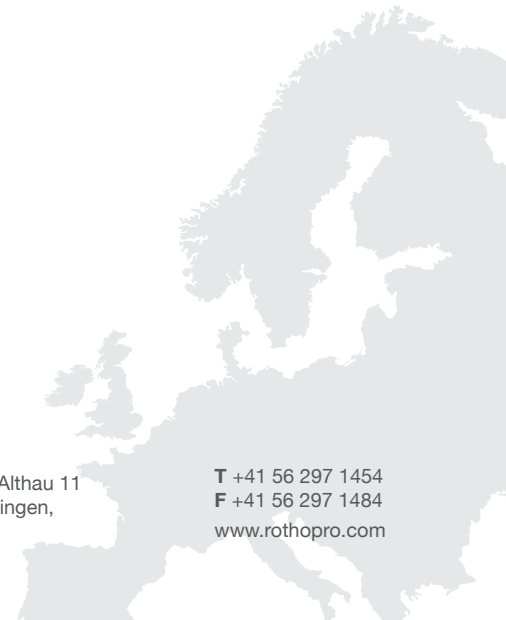 Althau 11
ingen,
T +41 56 297 1454
F +41 56 297 1484
www.rothopro.com